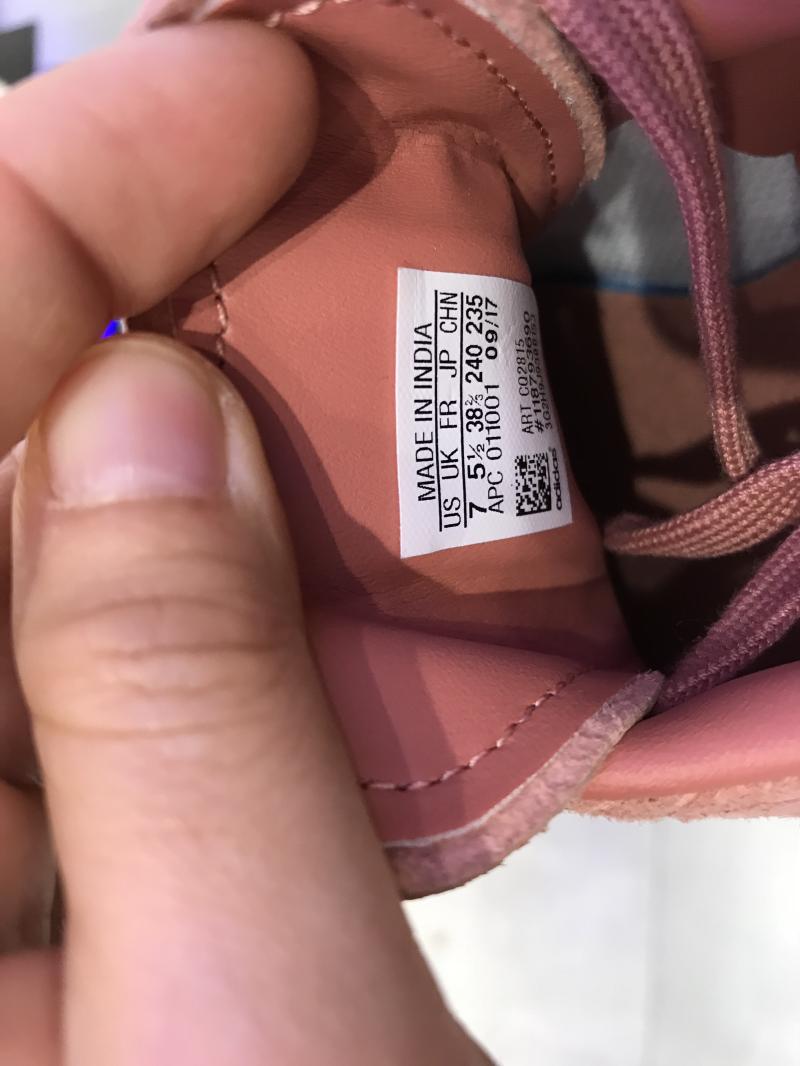 MADE IN INDIA
US UK FR JP CHN
7 5½ 38⅔ 240 235
APC 011001 09/17
ART CQ2815
adidas